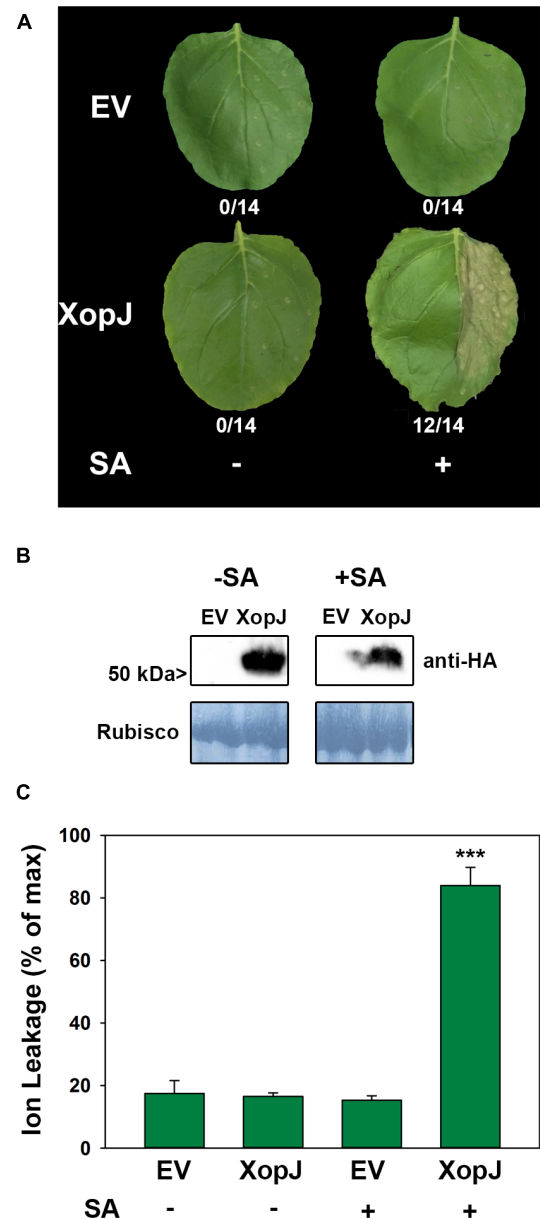 A
EV
0/14 0/14
XopJ
0/14 12/14
SA - +
B
-SA +SA
EV XopJ EV XopJ
50 kDa> anti-HA
Rubisco
C
Ion Leakage (% of max)
100
80
60
40
20
0
***
EV XopJ EV XopJ
SA - - + +